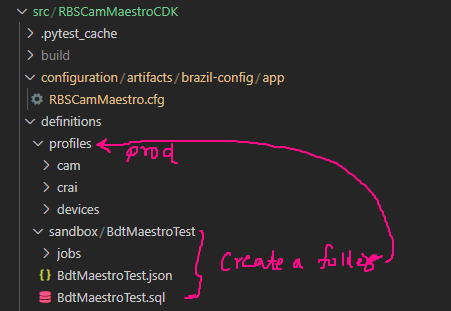 src/RBSCamMaestroCDK
.pytest_cache
build
configuration/artifacts/brazil-config/app
RBSCamMaestro.cfg
definitions
profiles prod
cam
crai
devices
sandbox/BdtMaestroTest
jobs
Create a folder
{} BdtMaestroTest.json
BdtMaestroTest.sql